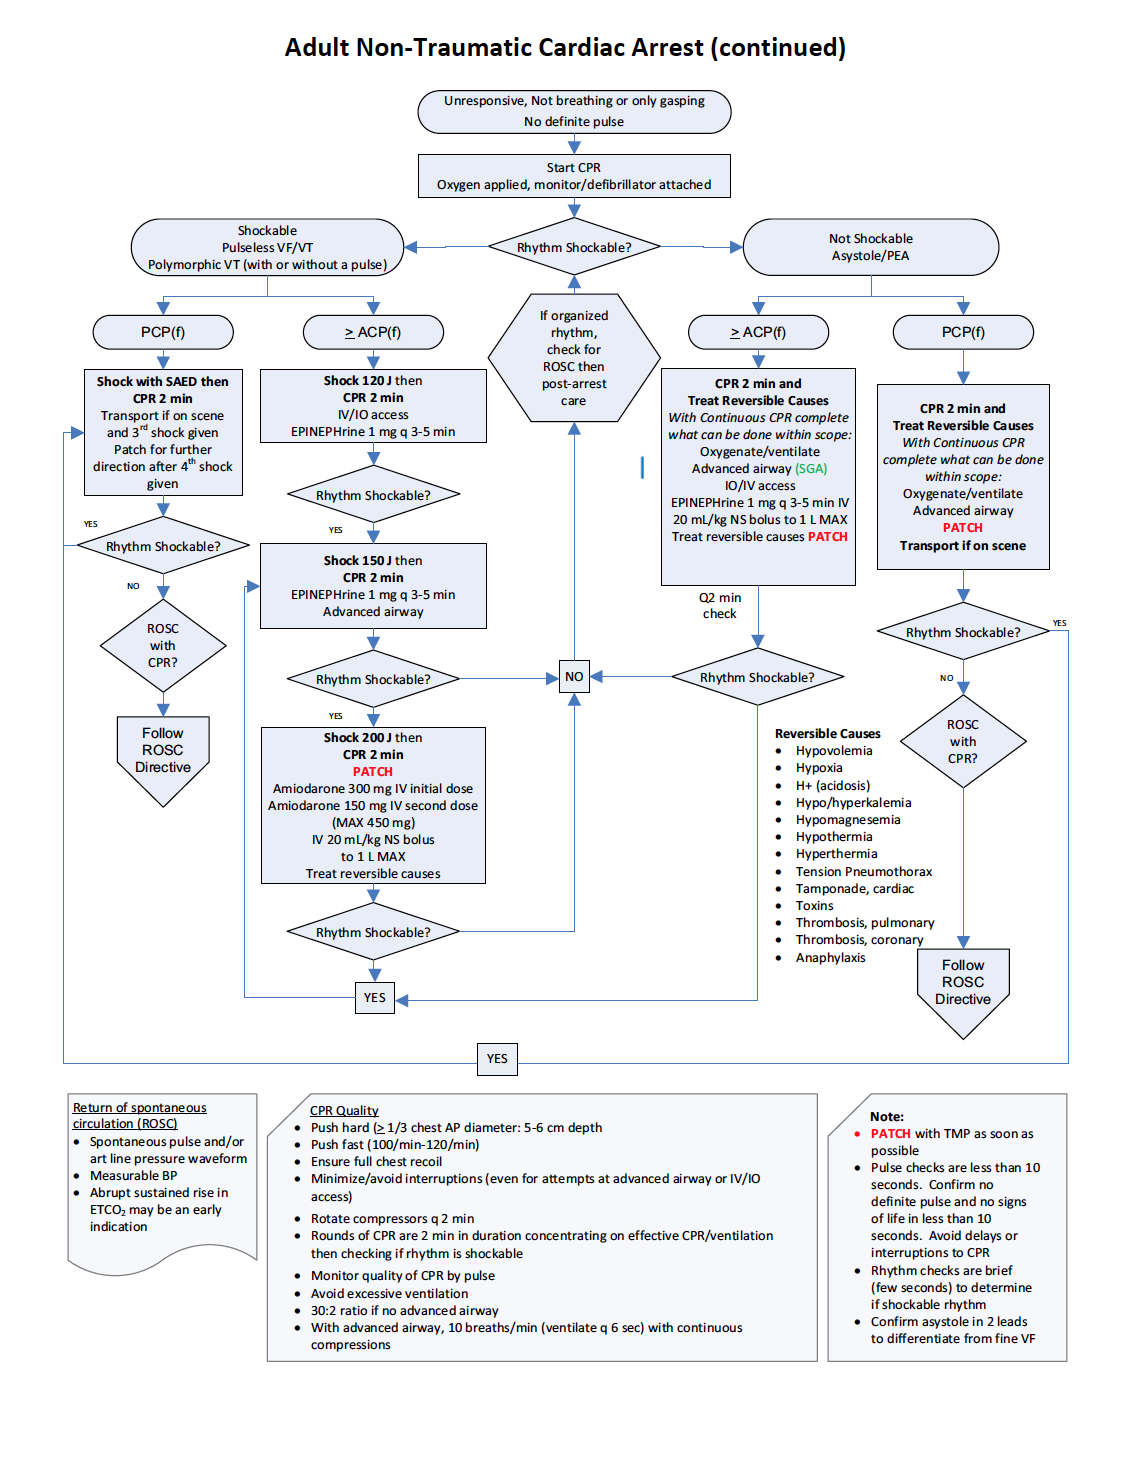 Adult Non-Traumatic Cardiac Arrest (continued)
Unresponsive, Not breathing or only gasping
No definite pulse
Start CPR
Oxygen applied, monitor/defibrillator attached
Rhythm Shockable?
Shockable
Pulseless VF/VT
Polymorphic VT (with or without a pulse)
Not Shockable
Asystole/PEA
PCP(f)
≥ ACP(f)
If organized
rhythm,
check for
ROSC then
post-arrest
care
≥ ACP(f)
PCP(f)
Shock with SAED then
CPR 2 min
Transport if on scene
and 3rd shock given
Patch for further
direction after 4th shock
given
YES
Rhythm Shockable?
NO
ROSC
with
CPR?
Follow
ROSC
Directive
Shock 120 J then
CPR 2 min
IV/IO access
EPINEPHrine 1 mg q 3-5 min
Rhythm Shockable?
YES
Shock 150 J then
CPR 2 min
EPINEPHrine 1 mg q 3-5 min
Advanced airway
Rhythm Shockable?
YES
Shock 200 J then
CPR 2 min
PATCH
Amiodarone 300 mg IV initial dose
Amiodarone 150 mg IV second dose
(MAX 450 mg)
IV 20 mL/kg NS bolus
to 1 L MAX
Treat reversible causes
Rhythm Shockable?
YES
NO
CPR 2 min and
Treat Reversible Causes
With Continuous CPR complete
what can be done within scope:
Oxygenate/ventilate
Advanced airway (SGA)
IO/IV access
EPINEPHrine 1 mg q 3-5 min IV
20 mL/kg NS bolus to 1 L MAX
Treat reversible causes PATCH
Q2 min
check
Rhythm Shockable?
CPR 2 min and
Treat Reversible Causes
With Continuous CPR
complete what can be done
within scope:
Oxygenate/ventilate
Advanced airway
PATCH
Transport if on scene
Rhythm Shockable?
YES
NO
ROSC
with
CPR?
Follow
ROSC
Directive
Reversible Causes
• Hypovolemia
• Hypoxia
• H+ (acidosis)
• Hypo/hyperkalemia
• Hypomagnesemia
• Hypothermia
• Hyperthermia
• Tension Pneumothorax
• Tamponade, cardiac
• Toxins
• Thrombosis, pulmonary
• Thrombosis, coronary
• Anaphylaxis
YES
Return of spontaneous
circulation (ROSC)
• Spontaneous pulse and/or
art line pressure waveform
• Measurable BP
• Abrupt sustained rise in
ETCO2 may be an early
indication
CPR Quality
• Push hard (≥ 1/3 chest AP diameter: 5-6 cm depth
• Push fast (100/min-120/min)
• Ensure full chest recoil
• Minimize/avoid interruptions (even for attempts at advanced airway or IV/IO
access)
• Rotate compressors q 2 min
• Rounds of CPR are 2 min in duration concentrating on effective CPR/ventilation
then checking if rhythm is shockable
• Monitor quality of CPR by pulse
• Avoid excessive ventilation
• 30:2 ratio if no advanced airway
• With advanced airway, 10 breaths/min (ventilate q 6 sec) with continuous
compressions
Note:
• PATCH with TMP as soon as
possible
• Pulse checks are less than 10
seconds. Confirm no
definite pulse and no signs
of life in less than 10
seconds. Avoid delays or
interruptions to CPR
• Rhythm checks are brief
(few seconds) to determine
if shockable rhythm
• Confirm asystole in 2 leads
to differentiate from fine VF